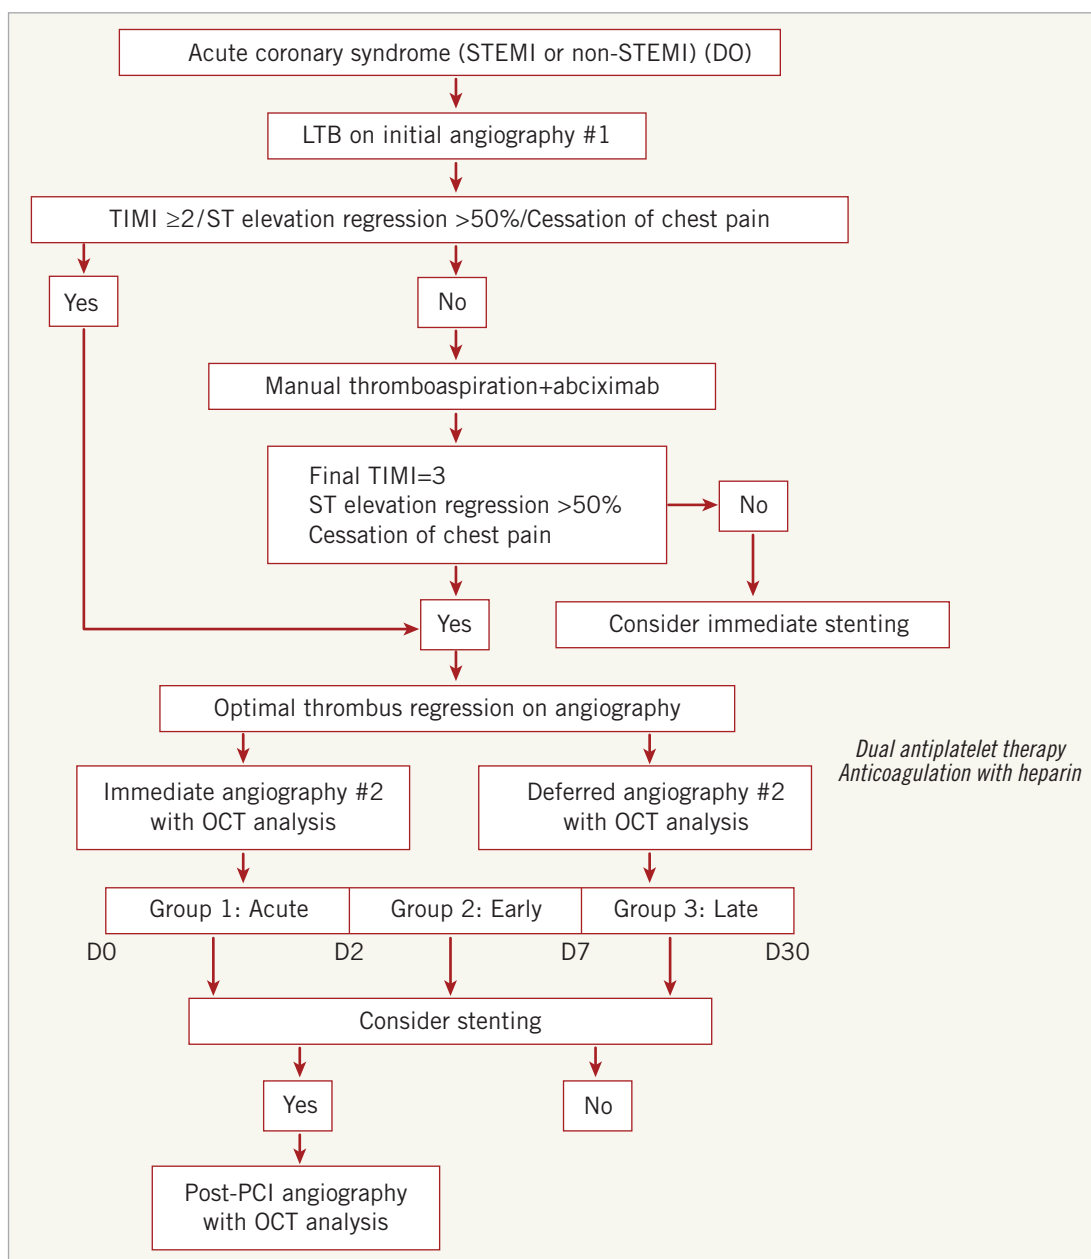 Acute coronary syndrome (STEMI or non-STEMI) (DO)
LTB on initial angiography #1
TIMI ≥2/ST elevation regression >50%/Cessation of chest pain
Yes
No
Manual thromboaspiration+abciximab
Final TIMI=3
ST elevation regression >50%
Cessation of chest pain
No
Yes
Consider immediate stenting
Optimal thrombus regression on angiography
Dual antiplatelet therapy
Anticoagulation with heparin
Immediate angiography #2
with OCT analysis
Deferred angiography #2
with OCT analysis
Group 1: Acute
Group 2: Early
Group 3: Late
D0
D2
D7
D30
Consider stenting
Yes
No
Post-PCI angiography
with OCT analysis